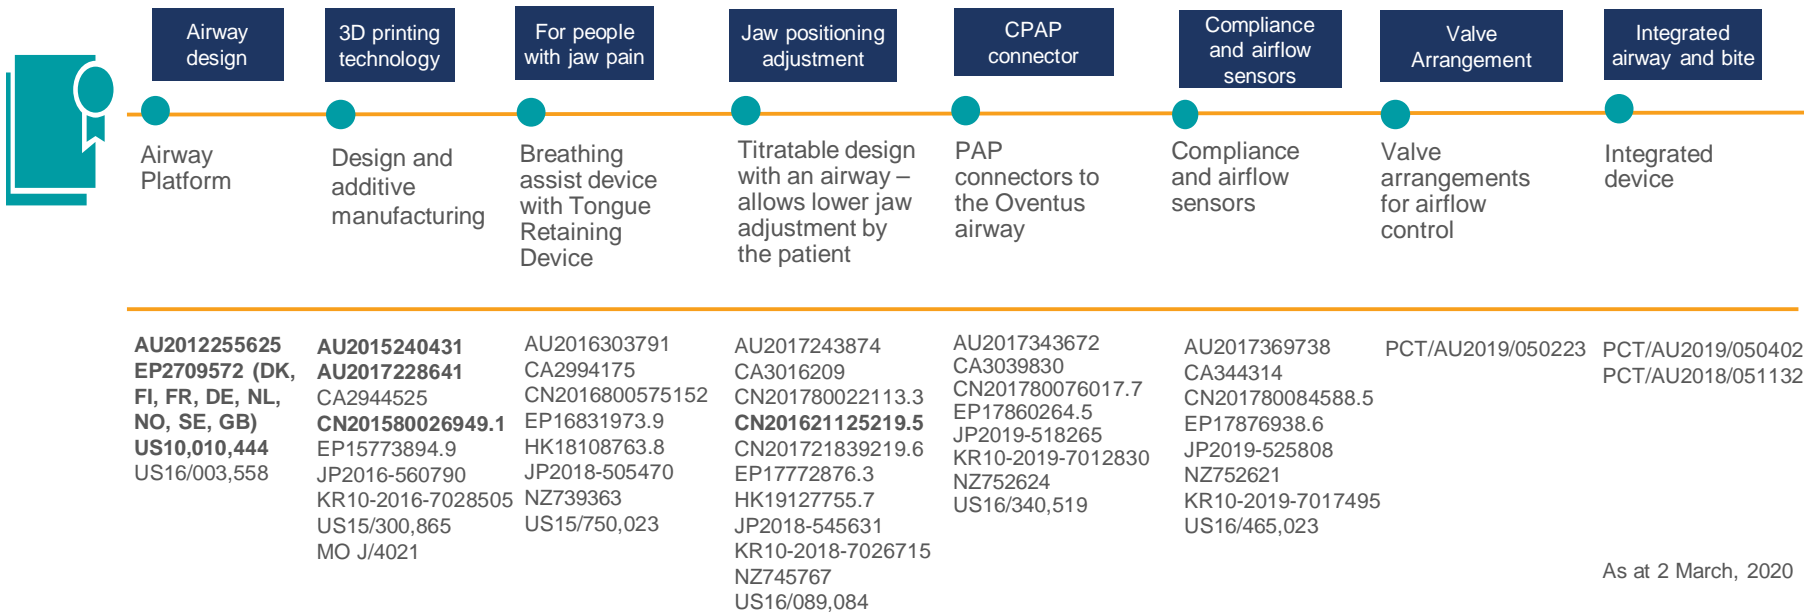 Airway
design
3D printing
technology
For people
with jaw pain
Jaw positioning
adjustment
CPAP
connector
Compliance
and airflow
sensors
Valve
Arrangement
Integrated
airway and bite
Airway
Platform
Design and
additive
manufacturing
Breathing
assist device
with Tongue
Retaining
Device
Titratable design
with an airway –
allows lower jaw
adjustment by
the patient
PAP
connectors to
the Oventus
airway
Compliance
and airflow
sensors
Valve
arrangements
for airflow
control
Integrated
device
AU2012255625
EP2709572 (DK,
FI, FR, DE, NL,
NO, SE, GB)
US10,010,444
US16/003,558
AU2015240431
AU2017228641
CA2944525
CN201580026949.1
EP15773894.9
JP2016-560790
KR10-2016-7028505
US15/300,865
MO J/4021
AU2016303791
CA2994175
CN2016800575152
EP16831973.9
HK18108763.8
JP2018-505470
NZ739363
US15/750,023
AU2017243874
CA3016209
CN201780022113.3
CN201621125219.5
CN201721839219.6
EP17772876.3
HK19127755.7
JP2018-545631
KR10-2018-7026715
NZ745767
US16/089,084
AU2017343672
CA3039830
CN201780076017.7
EP17860264.5
JP2019-518265
KR10-2019-7012830
NZ752624
US16/340,519
AU2017369738
CA344314
CN201780084588.5
EP17876938.6
JP2019-525808
NZ752621
KR10-2019-7017495
US16/465,023
PCT/AU2019/050223
PCT/AU2019/050402
PCT/AU2018/051132
As at 2 March, 2020